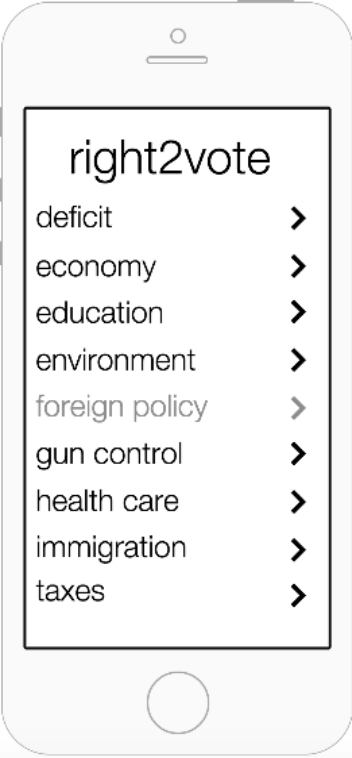 right2vote
deficit
economy
education
environment
foreign policy
gun control
health care
immigration
taxes